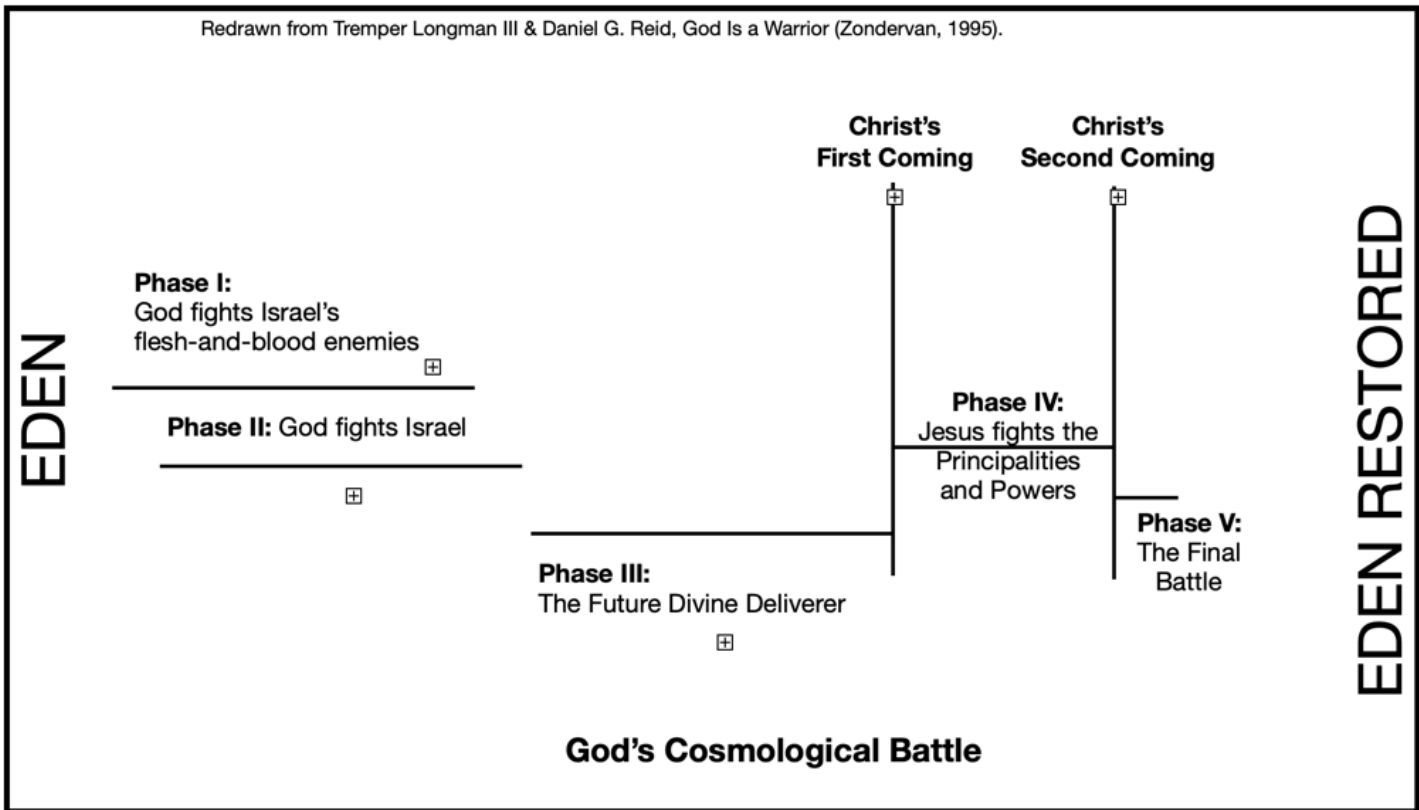 Redrawn from Tremper Longman III & Daniel G. Reid, God Is a Warrior (Zondervan, 1995).
Christ’s
First Coming
Christ’s
Second Coming
EDEN
Phase I:
God fights Israel’s
flesh-and-blood enemies
Phase II: God fights Israel
Phase III:
The Future Divine Deliverer
Phase IV:
Jesus fights the
Principalities
and Powers
Phase V:
The Final
Battle
EDEN RESTORED
God’s Cosmological Battle